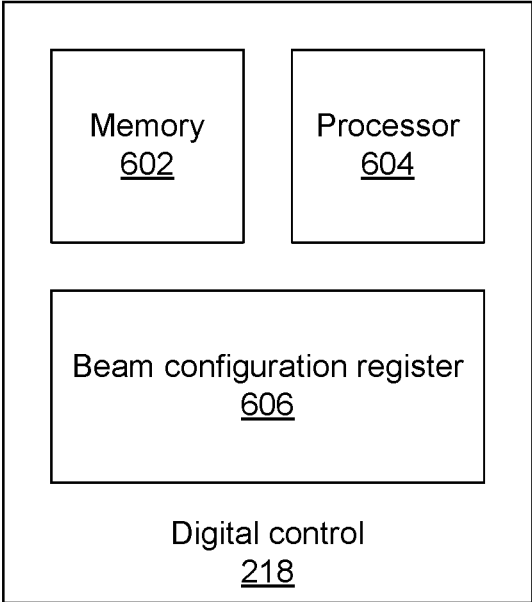 Memory
602
Processor
604
Beam configuration register
606
Digital control
218